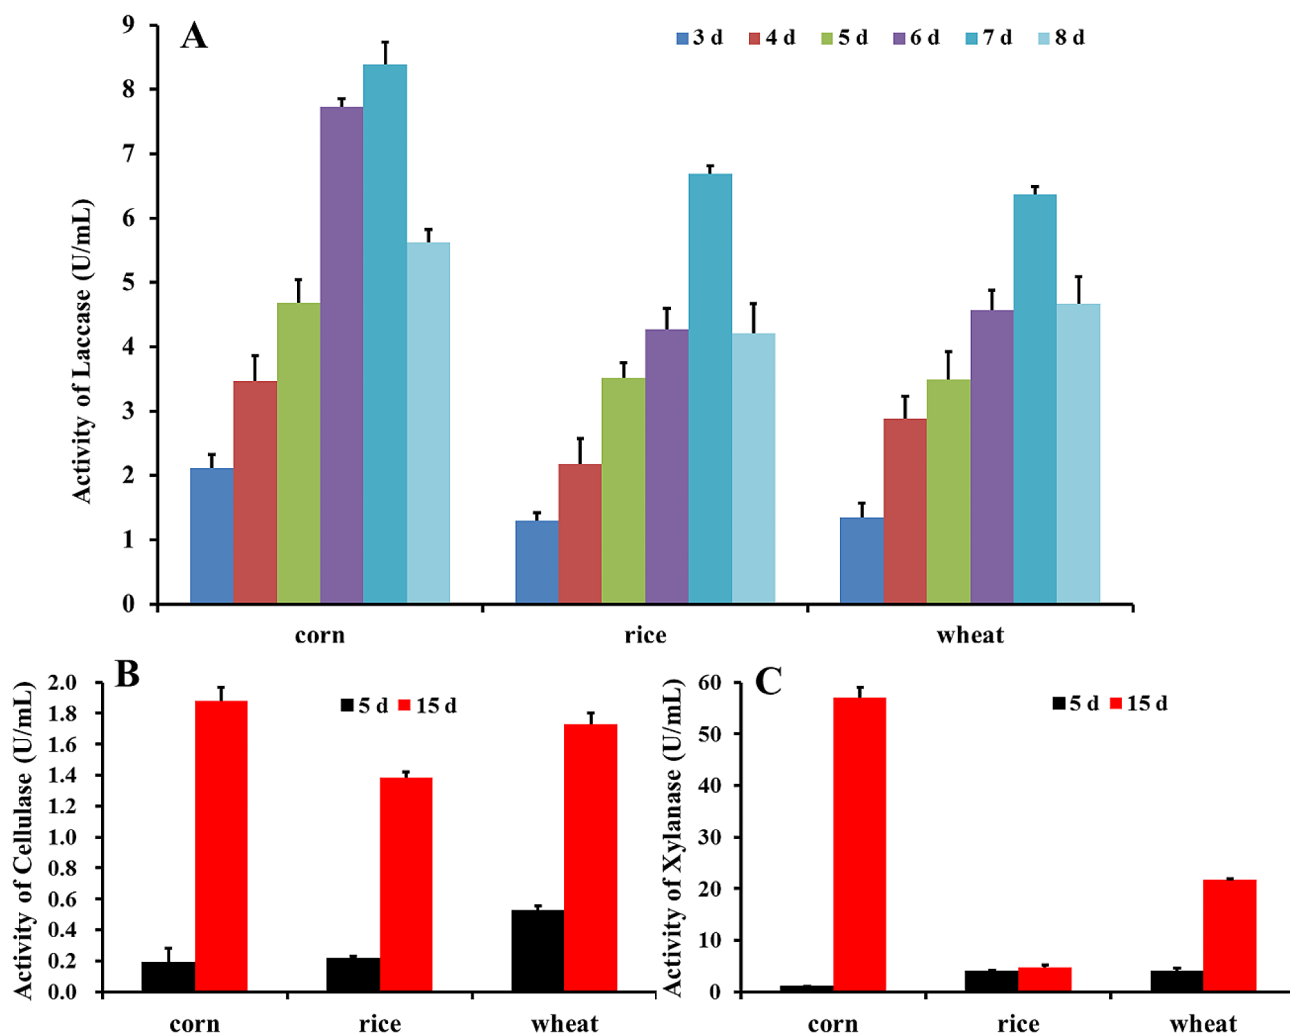 A
3 d 4 d 5 d 6 d 7 d 8 d
Activity of Laccase (U/mL)
9
8
7
6
5
4
3
2
1
0
corn rice wheat
B
5 d 15 d
Activity of Cellulase (U/mL)
2.0
1.8
1.6
1.4
1.2
1.0
0.8
0.6
0.4
0.2
0.0
corn rice wheat
C
5 d 15 d
Activity of Xylanase (U/mL)
60
50
40
30
20
10
0
corn rice wheat